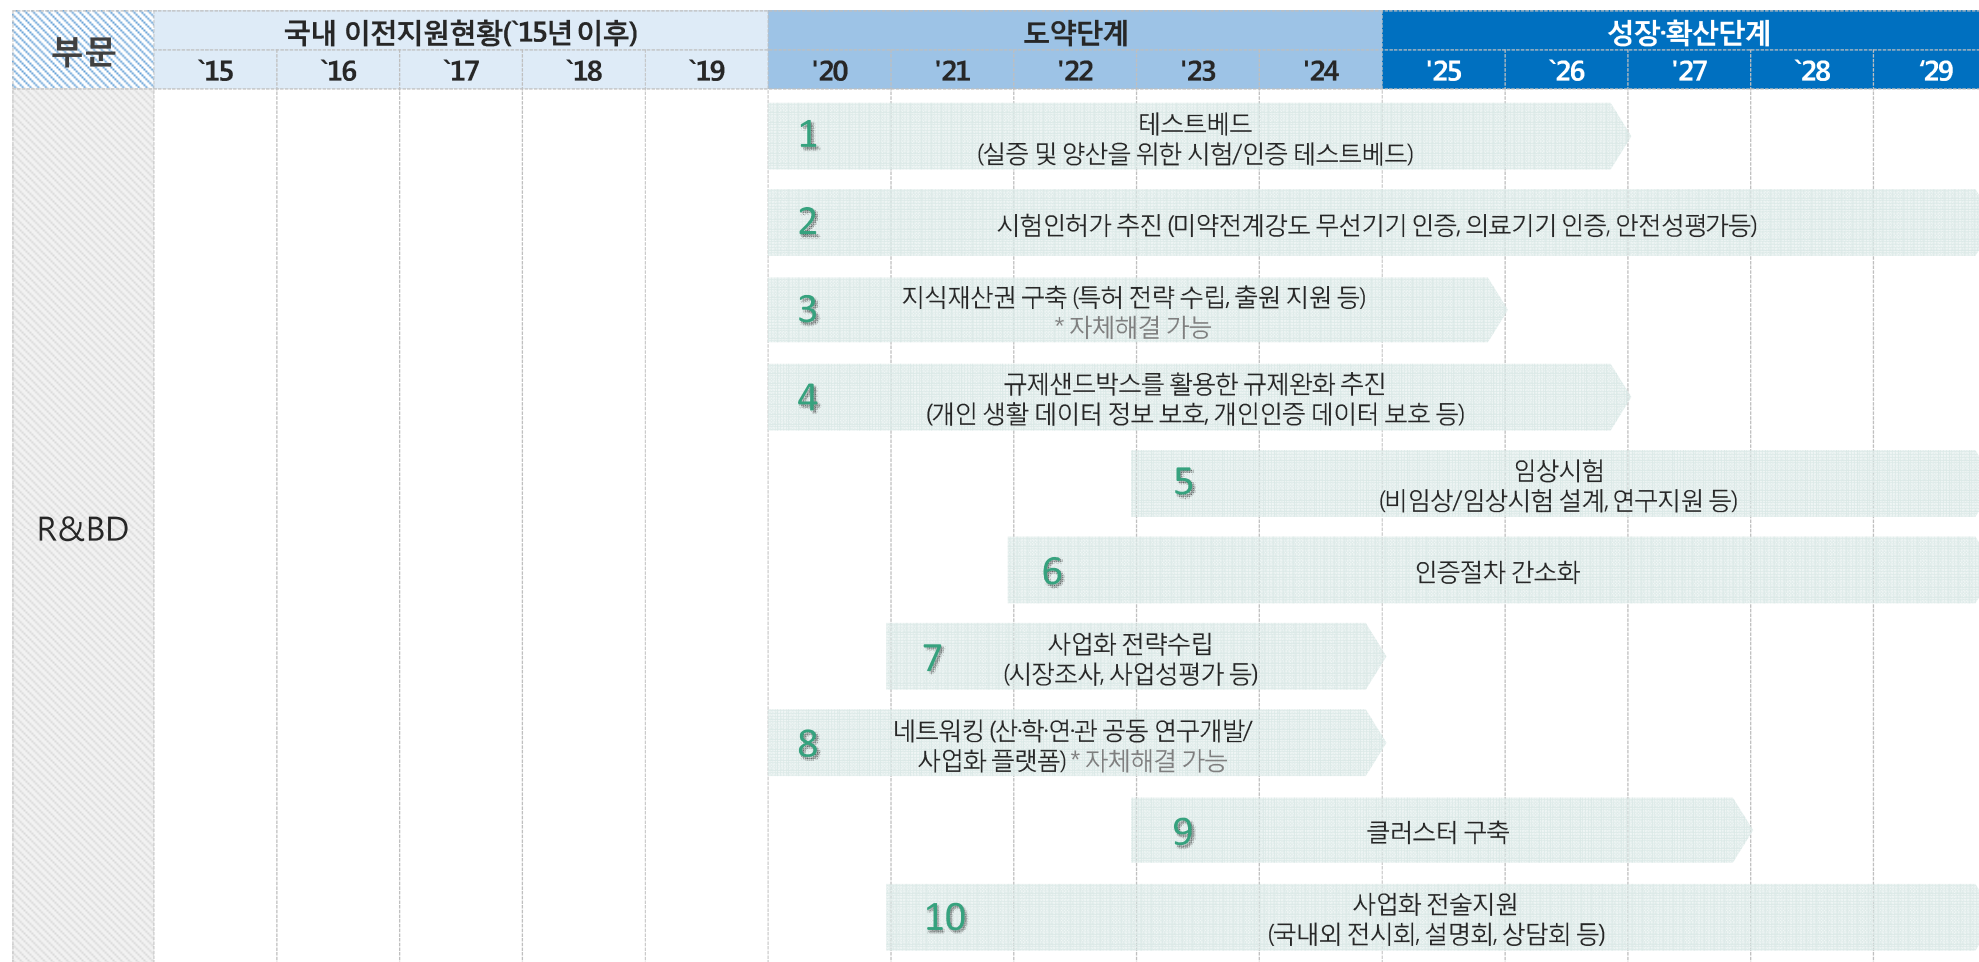 부문
국내 이전지원현황(`15년 이후)
도약단계
성장·확산단계
`15 `16 `17 `18 `19 '20 '21 '22 '23 '24 '25 `26 '27 `28 ‘29
R&BD
1 테스트베드
(실증 및 양산을 위한 시험/인증 테스트베드)
2 시험인허가 추진 (미약전계강도 무선기기 인증, 의료기기 인증, 안전성평가등)
3 지식재산권 구축 (특허 전략 수립, 출원 지원 등)
* 자체해결 가능
4 규제샌드박스를 활용한 규제완화 추진
(개인 생활 데이터 정보 보호, 개인인증 데이터 보호 등)
5 임상시험
(비임상/임상시험 설계, 연구지원 등)
6 인증절차 간소화
7 사업화 전략수립
(시장조사, 사업성평가 등)
8 네트워킹 (산·학·연·관 공동 연구개발/
사업화 플랫폼) * 자체해결 가능
9 클러스터 구축
10 사업화 전술지원
(국내외 전시회, 설명회, 상담회 등)